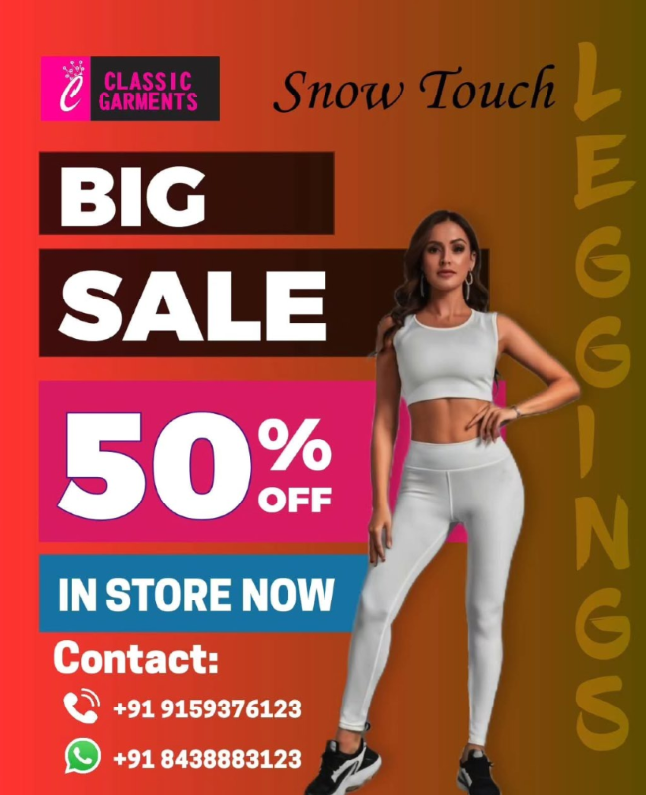 CLASSIC
GARMENTS
Snow Touch
LEGGINGS
BIG
SALE
50%
OFF
IN STORE NOW
Contact:
+91 9159376123
+91 8438883123